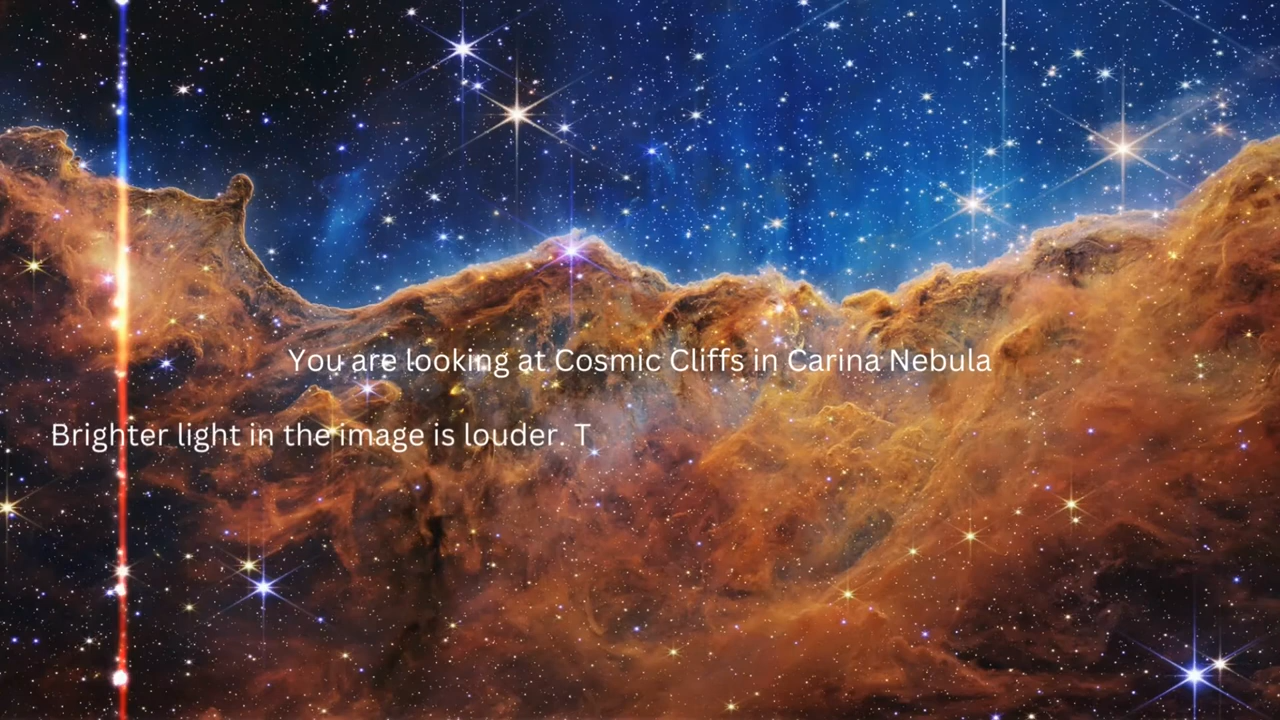 You are looking at Cosmic Cliffs in Carina Nebula
Brighter light in the image is louder. T